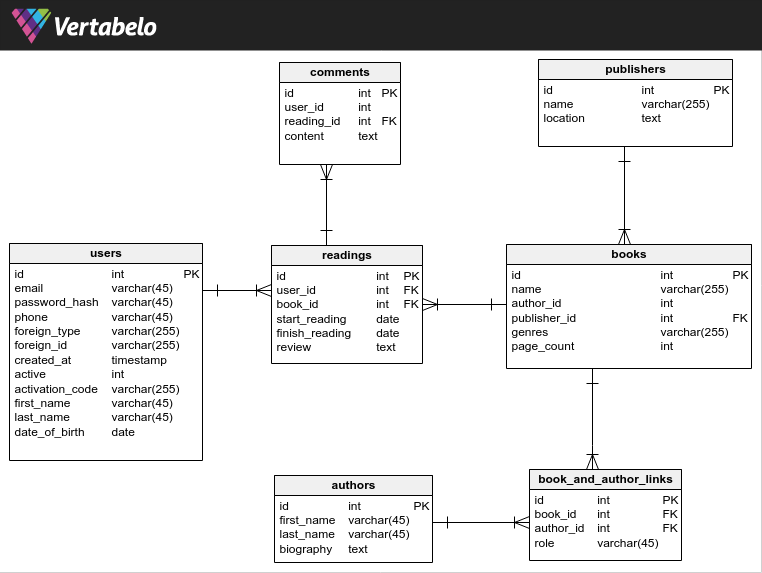 Vertabelo
comments
id int PK
user_id int
reading_id int FK
content text
publishers
id int PK
name varchar(255)
location text
users
id int PK
email varchar(45)
password_hash varchar(45)
phone varchar(45)
foreign_type varchar(255)
foreign_id varchar(255)
created_at timestamp
active int
activation_code varchar(255)
first_name varchar(45)
last_name varchar(45)
date_of_birth date
readings
id int PK
user_id int FK
book_id int FK
start_reading date
finish_reading date
review text
books
id int PK
name varchar(255)
author_id int
publisher_id int FK
genres varchar(255)
page_count int
authors
id int PK
first_name varchar(45)
last_name varchar(45)
biography text
book_and_author_links
id int PK
book_id int FK
author_id int FK
role varchar(45)